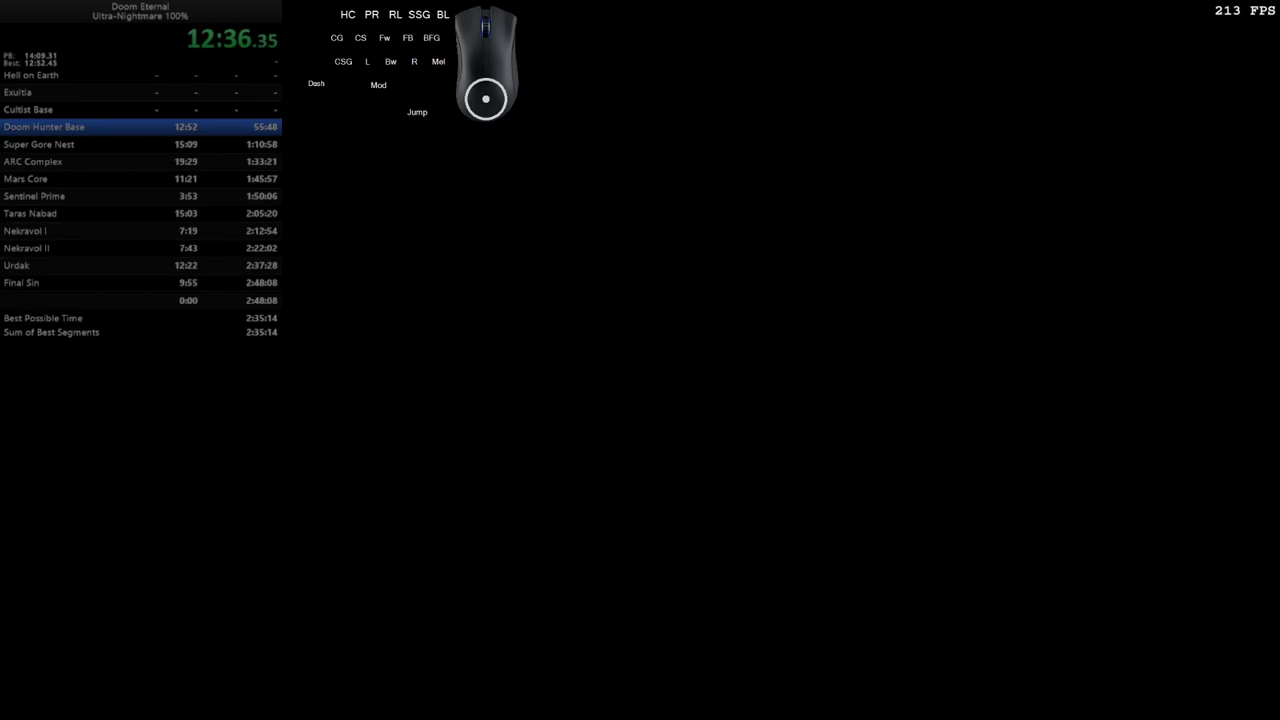 Doom Eternal
Ultra-Nightmare 100%
12:36.35
PB: 14:09.31
Best: 12:52.45 -
Hell on Earth - - - -
Exultia - - - -
Cultist Base - - - -
Doom Hunter Base 12:52 55:48
Super Gore Nest 15:09 1:10:58
ARC Complex 19:29 1:33:21
Mars Core 11:21 1:45:57
Sentinel Prime 3:53 1:50:06
Taras Nabad 15:03 2:05:20
Nekravol I 7:19 2:12:54
Nekravol II 7:43 2:22:02
Urdak 12:22 2:37:28
Final Sin 9:55 2:48:08
0:00 2:48:08
Best Possible Time 2:35:14
Sum of Best Segments 2:35:14
HC PR RL SSG BL
CG CS Fw FB BFG
CSG L Bw R Mel
Dash Mod
Jump
213 FPS